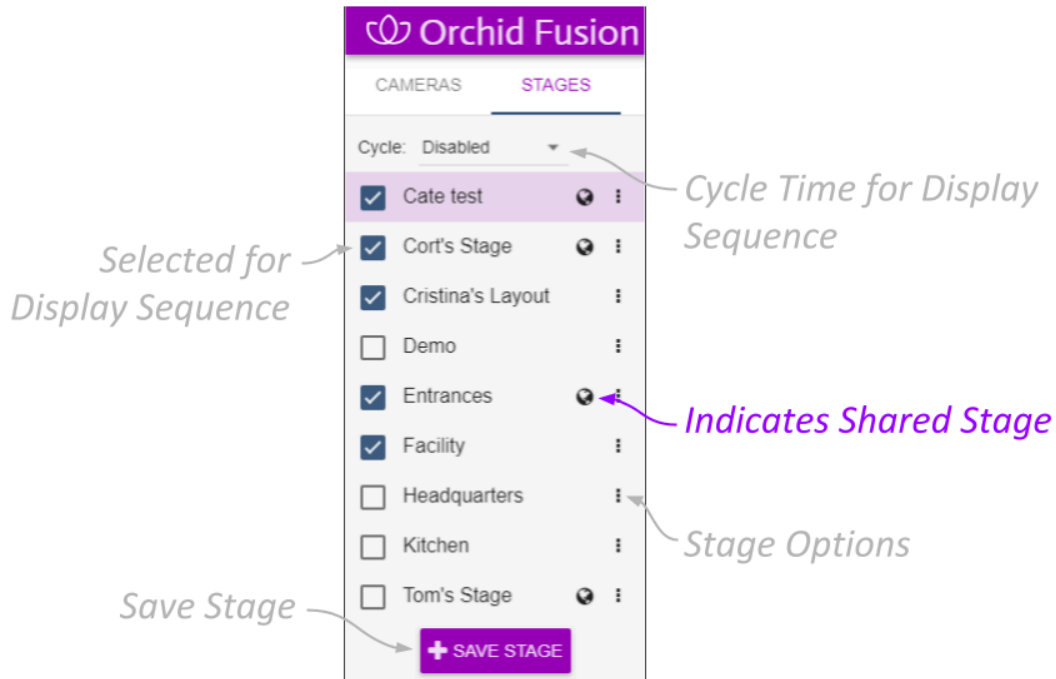 Orchid Fusion
CAMERAS STAGES
Cycle: Disabled
Cycle Time for Display
Sequence
Cate test
Selected for
Display Sequence
Cort's Stage
Cristina's Layout
Demo
Entrances
Indicates Shared Stage
Facility
Headquarters
Stage Options
Kitchen
Tom's Stage
Save Stage
SAVE STAGE